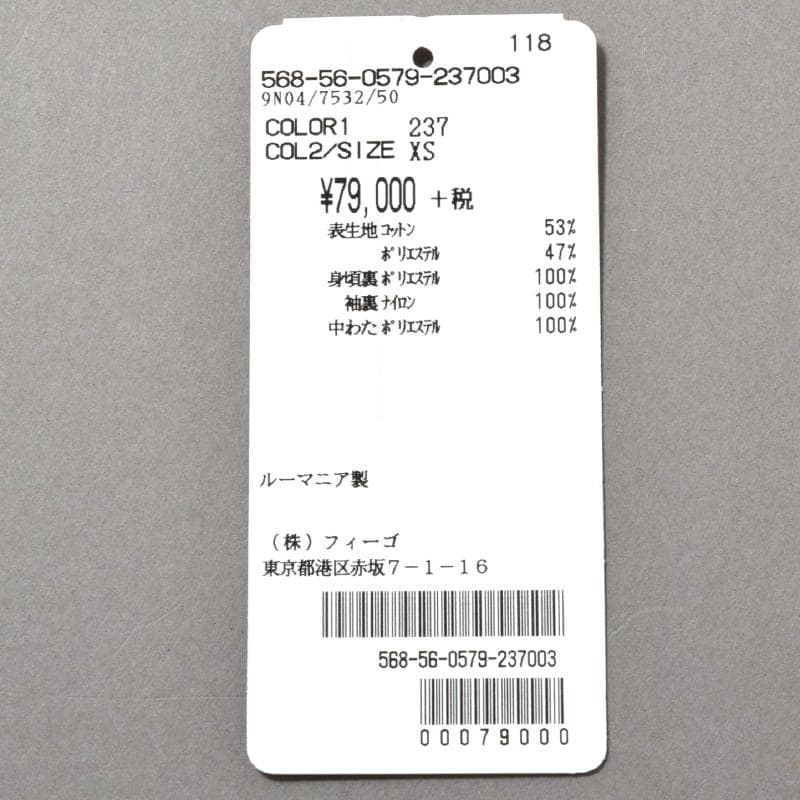 118
568-56-0579-237003
9N04/7532/50
COLOR1 237
COL2/SIZE XS
¥79,000 +税
表生地 コットン 53%
ポリエステル 47%
身頃裏 ポリエステル 100%
袖裏 ナイロン 100%
中わた ポリエステル 100%
ルーマニア製
(株)フィーゴ
東京都港区赤坂7-1-16
568-56-0579-237003
00079000